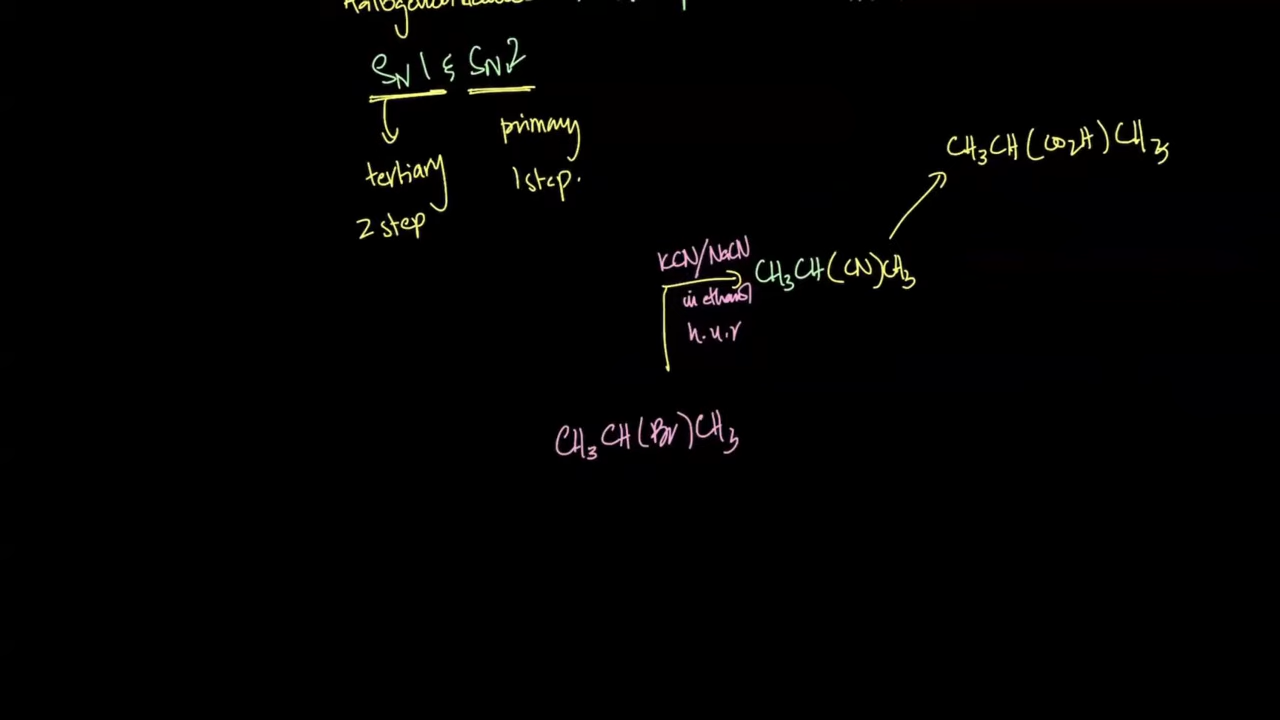 SN1 & SN2
tertiary
2 step
primary
1 step.
CH3CH(CO2H)CH3
KCN/NaCN
in ethanol
h.u.r
CH3CH(CN)CH3
CH3CH(Br)CH3